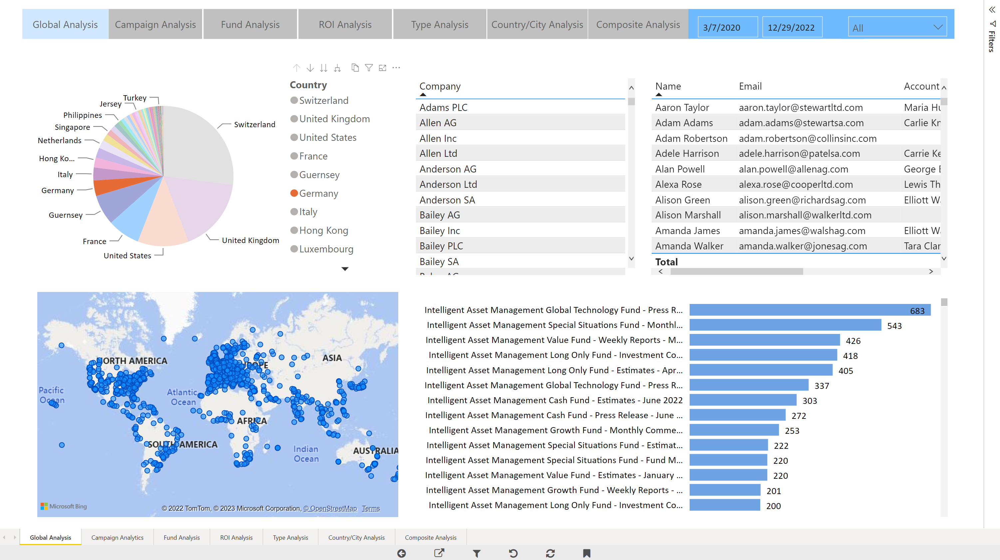 Global Analysis
Campaign Analysis
Fund Analysis
ROI Analysis
Type Analysis
Country/City Analysis
Composite Analysis
3/7/2020
12/29/2022
All
Filters
Turkey
Jersey
Philippines
Singapore
Netherlands
Hong Ko...
Italy
Germany
Guernsey
France
United States
United Kingdom
Switzerland
Country
Switzerland
United Kingdom
United States
France
Guernsey
Germany
Italy
Hong Kong
Luxembourg
Company
Adams PLC
Allen AG
Allen Inc
Allen Ltd
Anderson AG
Anderson Ltd
Anderson SA
Bailey AG
Bailey Inc
Bailey PLC
Bailey SA
Name Email Account
Aaron Taylor aaron.taylor@stewartltd.com Maria
Adam Adams adam.adams@stewartsa.com Carlie
Adam Robertson adam.robertson@collinsinc.com
Adele Harrison adele.harrison@patelsa.com Carrie
Alan Powell alan.powell@allenag.com George
Alexa Rose alexa.rose@cooperltd.com Lewis Th
Alison Green alison.green@richardsag.com Elliott
Alison Marshall alison.marshall@walkerltd.com
Amanda James amanda.james@walshag.com Elliott
Amanda Walker amanda.walker@jonesag.com Tara Clar
Total
NORTH AMERICA
EUROPE
ASIA
Pacific
Ocean
Atlantic
Ocean
AFRICA
SOUTH AMERICA
Indian
Ocean
AUSTRALIA
Microsoft Bing
© 2022 TomTom, © 2023 Microsoft Corporation, © OpenStreetMap Terms
Intelligent Asset Management Global Technology Fund - Press R... 683
Intelligent Asset Management Special Situations Fund - Monthl... 543
Intelligent Asset Management Value Fund - Weekly Reports - M... 426
Intelligent Asset Management Long Only Fund - Investment Co... 418
Intelligent Asset Management Long Only Fund - Estimates - Apr... 405
Intelligent Asset Management Global Technology Fund - Press R... 337
Intelligent Asset Management Cash Fund - Estimates - June 2022 303
Intelligent Asset Management Cash Fund - Press Release - June ... 272
Intelligent Asset Management Growth Fund - Monthly Comme... 253
Intelligent Asset Management Special Situations Fund - Estimat... 222
Intelligent Asset Management Special Situations Fund - Fund M... 220
Intelligent Asset Management Value Fund - Estimates - January ... 220
Intelligent Asset Management Growth Fund - Weekly Reports - ... 201
Intelligent Asset Management Long Only Fund - Investment Co... 200
Global Analysis
Campaign Analytics
Fund Analysis
ROI Analysis
Type Analysis
Country/City Analysis
Composite Analysis